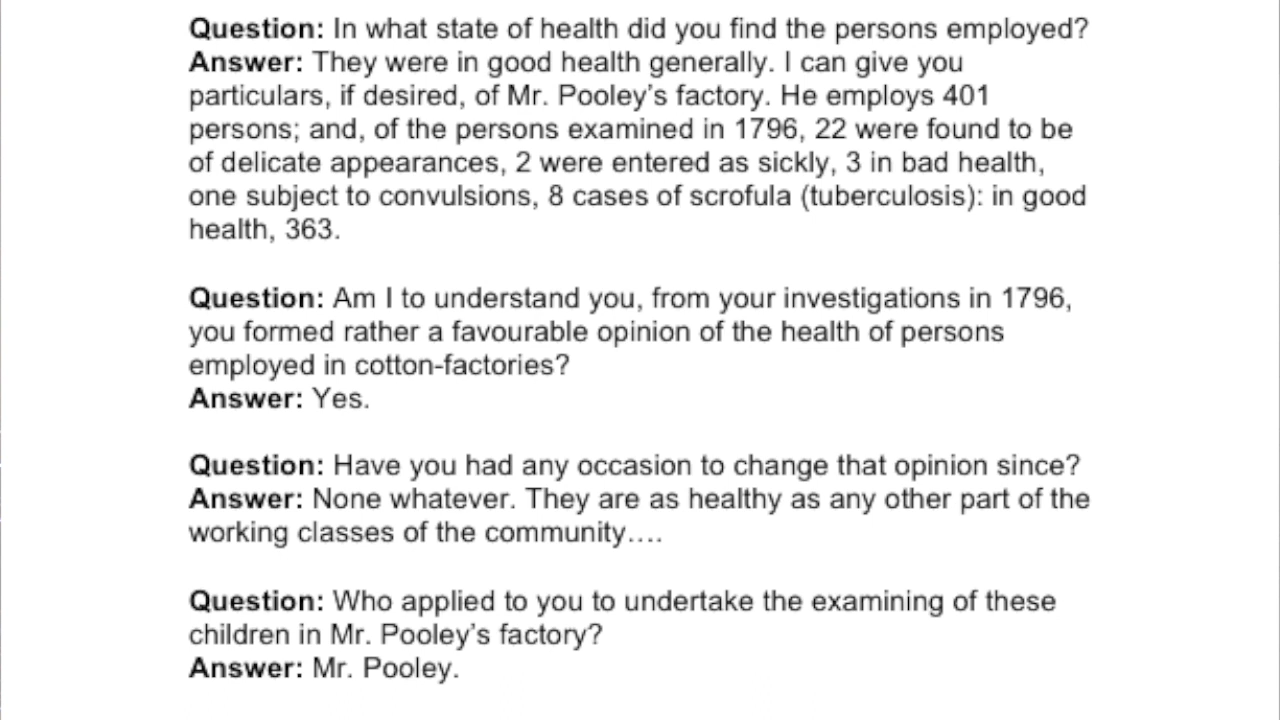 Question: In what state of health did you find the persons employed?
Answer: They were in good health generally. I can give you
particulars, if desired, of Mr. Pooley’s factory. He employs 401
persons; and, of the persons examined in 1796, 22 were found to be
of delicate appearances, 2 were entered as sickly, 3 in bad health,
one subject to convulsions, 8 cases of scrofula (tuberculosis): in good
health, 363.
Question: Am I to understand you, from your investigations in 1796,
you formed rather a favourable opinion of the health of persons
employed in cotton-factories?
Answer: Yes.
Question: Have you had any occasion to change that opinion since?
Answer: None whatever. They are as healthy as any other part of the
working classes of the community….
Question: Who applied to you to undertake the examining of these
children in Mr. Pooley’s factory?
Answer: Mr. Pooley.